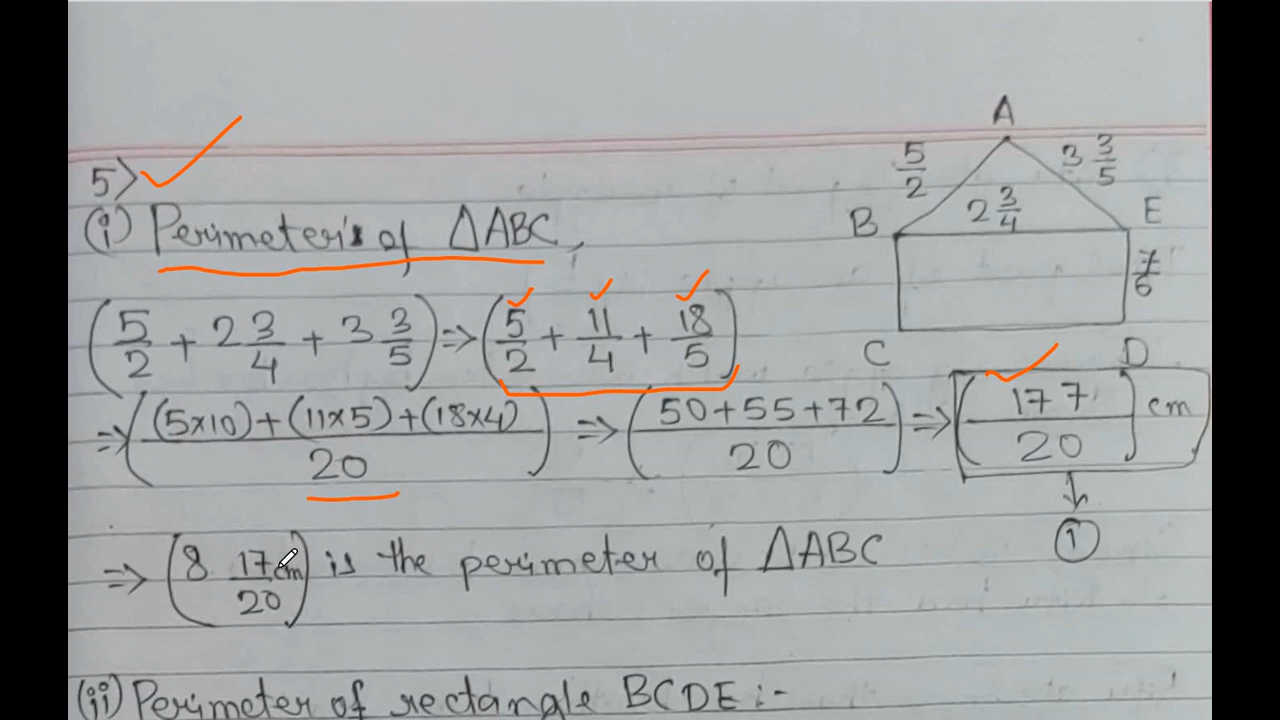 5>
(i) Perimeter's of △ABC,
A
5/2
3 3/5
2 3/4
B
E
7/6
C
D
(5/2 + 2 3/4 + 3 3/5) => (5/2 + 11/4 + 18/5)
=> ((5×10)+(11×5)+(18×4)/20) => (50+55+72/20) => (177/20) cm
(1)
=> (8 17/20 cm) is the perimeter of △ABC
(ii) Perimeter of rectangle BCDE :-